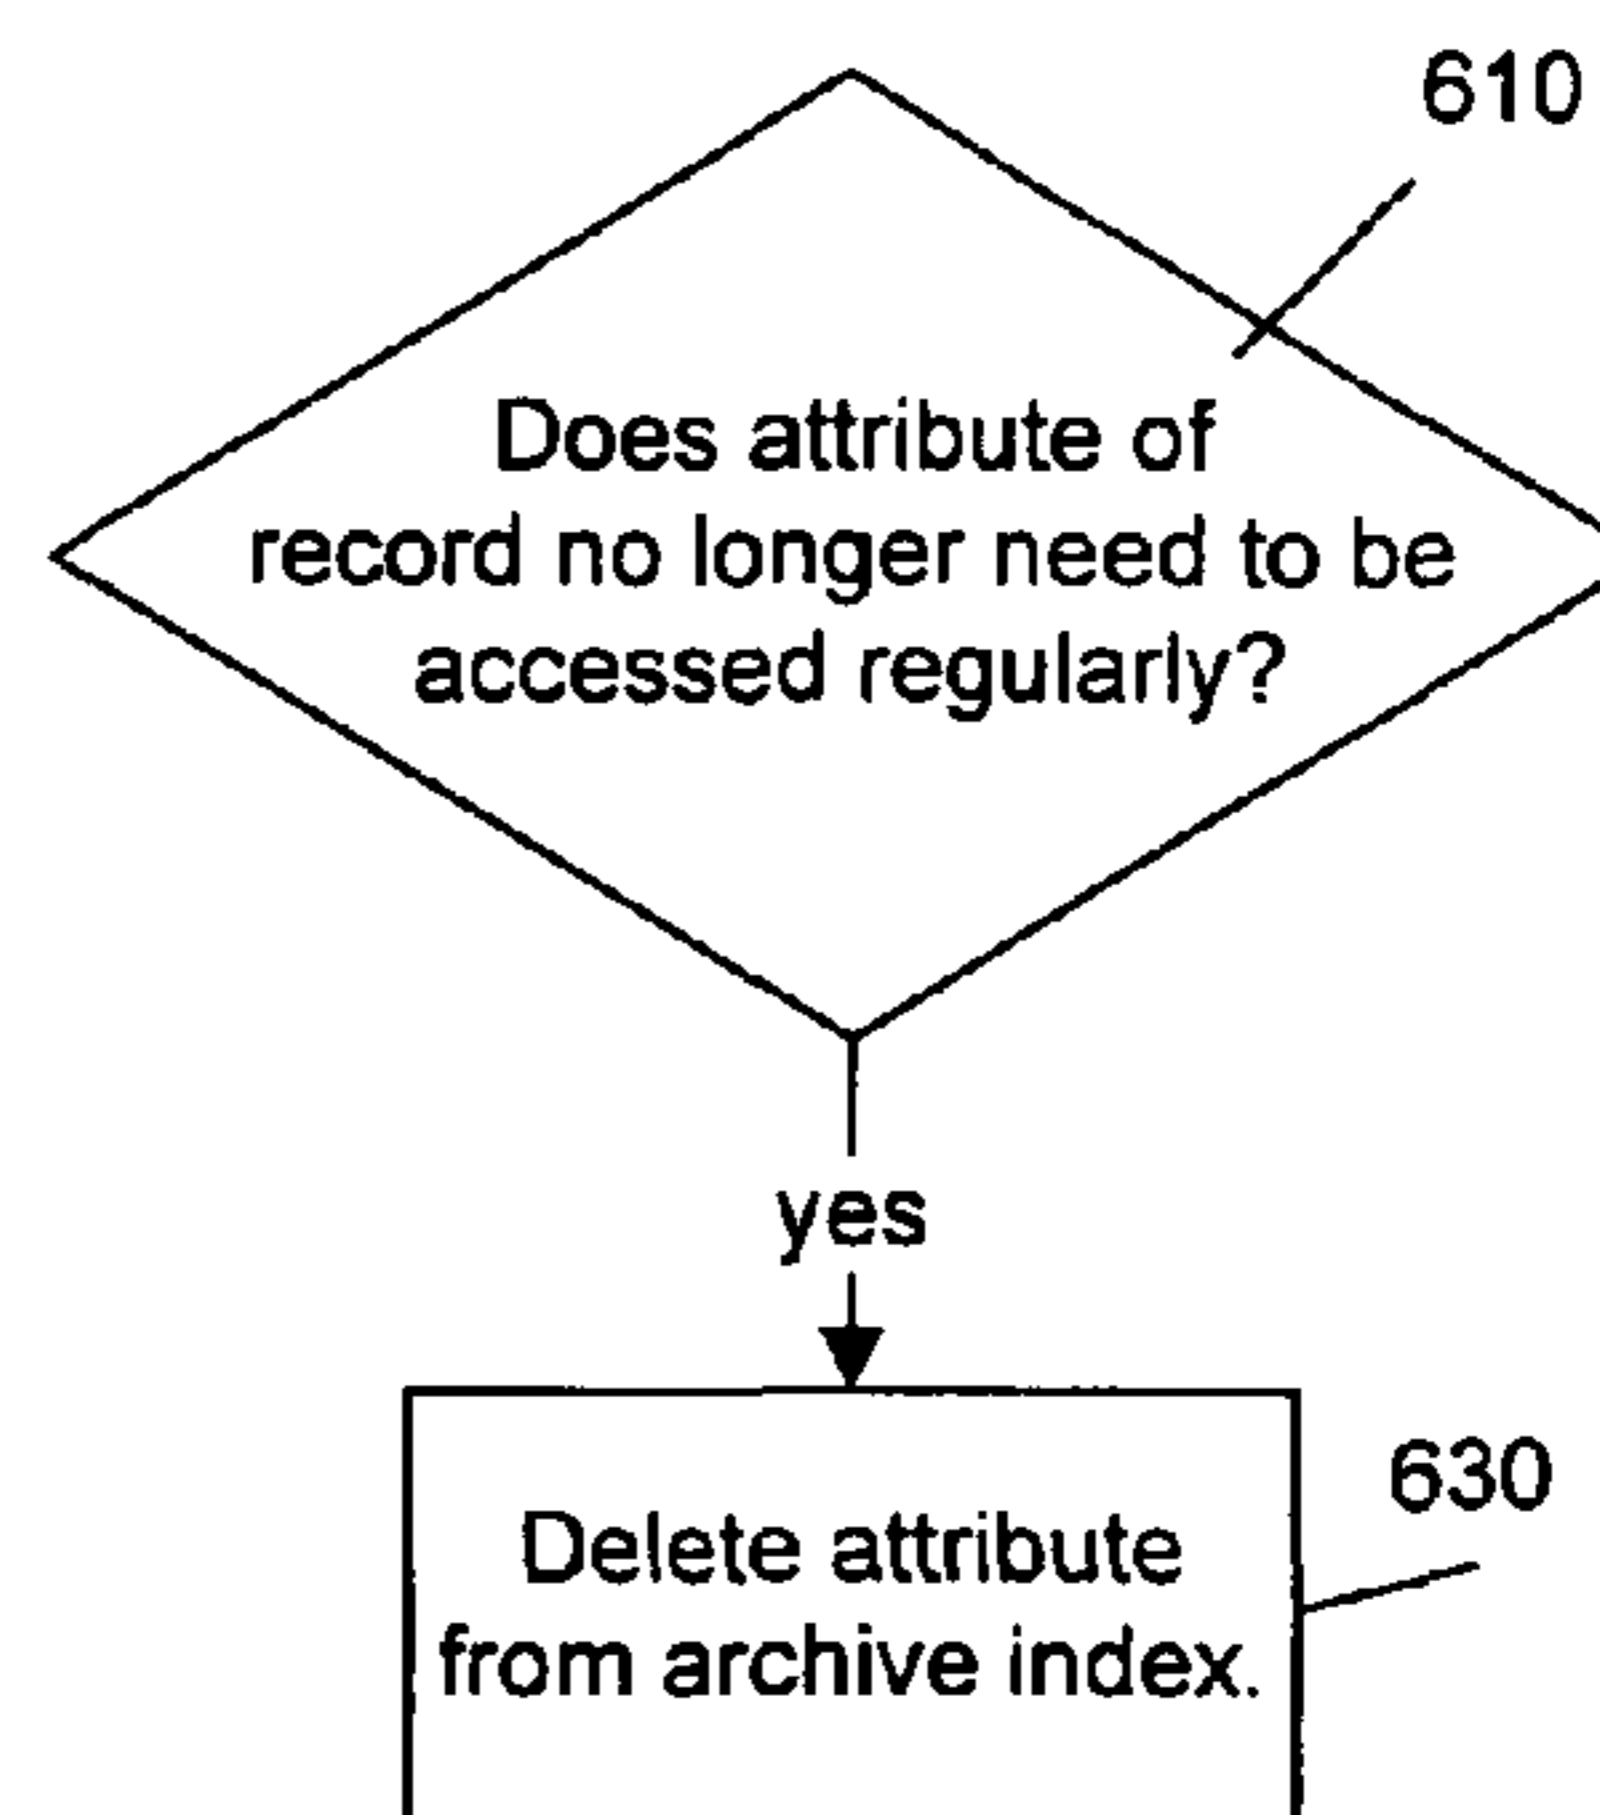 610
Does attribute of
record no longer need to be
accessed regularly?
yes
630
Delete attribute
from archive index.